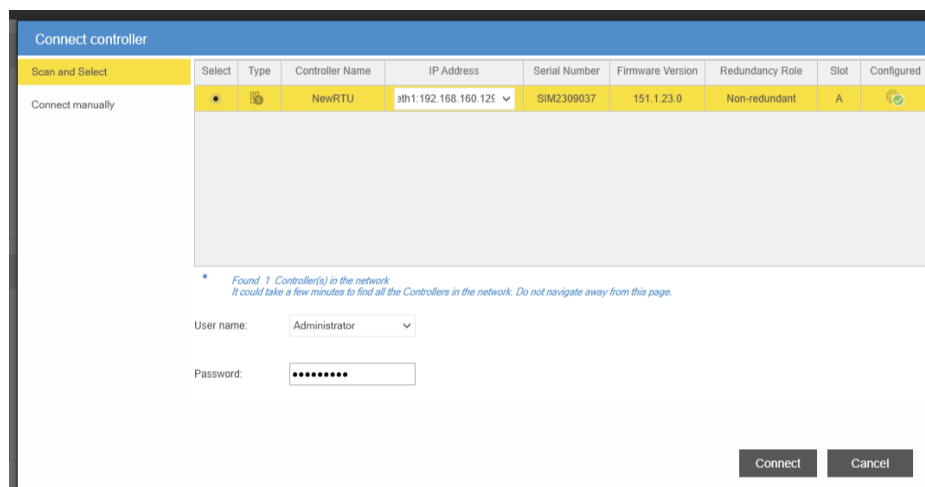 Connect controller
Scan and Select
Connect manually
Select Type Controller Name IP Address Serial Number Firmware Version Redundancy Role Slot Configured
NewRTU eth1:192.168.160.129 SIM2309037 151.1.23.0 Non-redundant A
Found 1 Controller(s) in the network
It could take a few minutes to find all the Controllers in the network. Do not navigate away from this page.
User name: Administrator
Password: •••••••••
Connect Cancel